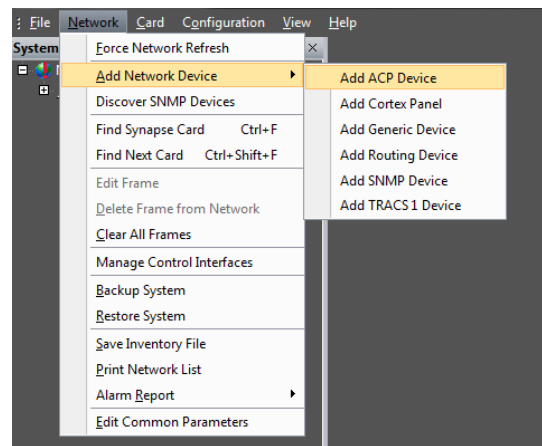 File Network Card Configuration View Help
System
Force Network Refresh
Add Network Device
Discover SNMP Devices
Find Synapse Card Ctrl+F
Find Next Card Ctrl+Shift+F
Edit Frame
Delete Frame from Network
Clear All Frames
Manage Control Interfaces
Backup System
Restore System
Save Inventory File
Print Network List
Alarm Report
Edit Common Parameters
Add ACP Device
Add Cortex Panel
Add Generic Device
Add Routing Device
Add SNMP Device
Add TRACS1 Device